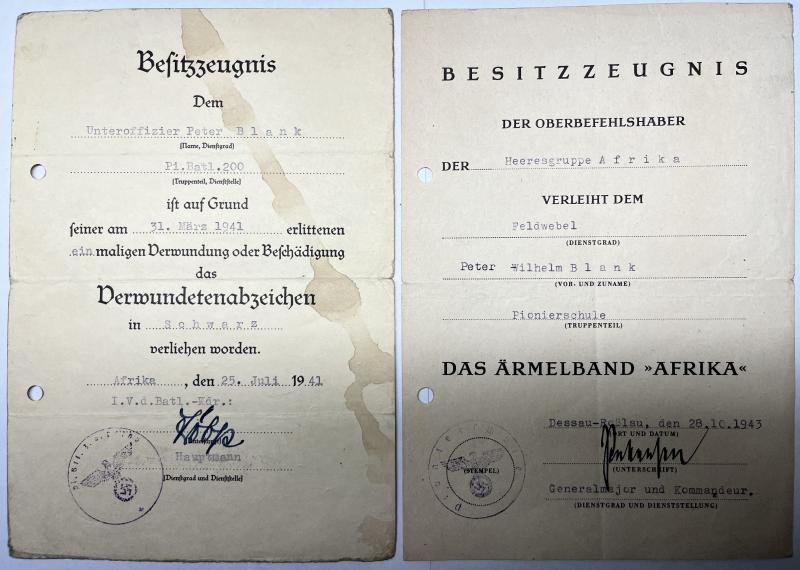 Besitzzeugnis
Dem
Unteroffizier Peter Blank
(Name, Dienstgrad)
Pi.Batl.200
(Truppenteil, Dienststelle)
ist auf Grund
seiner am 31. März 1941 erlittenen
ein maligen Verwundung oder Beschädigung
das
Verwundetenabzeichen
in Schwarz
verliehen worden.
Afrika, den 25. Juli 1941
I.V.d.Batl.-Kdr.:
Hauptmann
(Dienstgrad und Dienststelle)
BESITZZEUGNIS
DER OBERBEFEHLSHABER
DER Heeresgruppe Afrika
VERLEIHT DEM
Feldwebel
(DIENSTGRAD)
Peter Wilhelm Blank
(VOR- UND ZUNAME)
Pionierschule
(TRUPPENTEIL)
DAS ÄRMELBAND »AFRIKA«
Dessau-Roßlau, den 28.10.1943
(ORT UND DATUM)
(STEMPEL)
(UNTERSCHRIFT)
Generalmajor und Kommandeur.
(DIENSTGRAD UND DIENSTSTELLUNG)